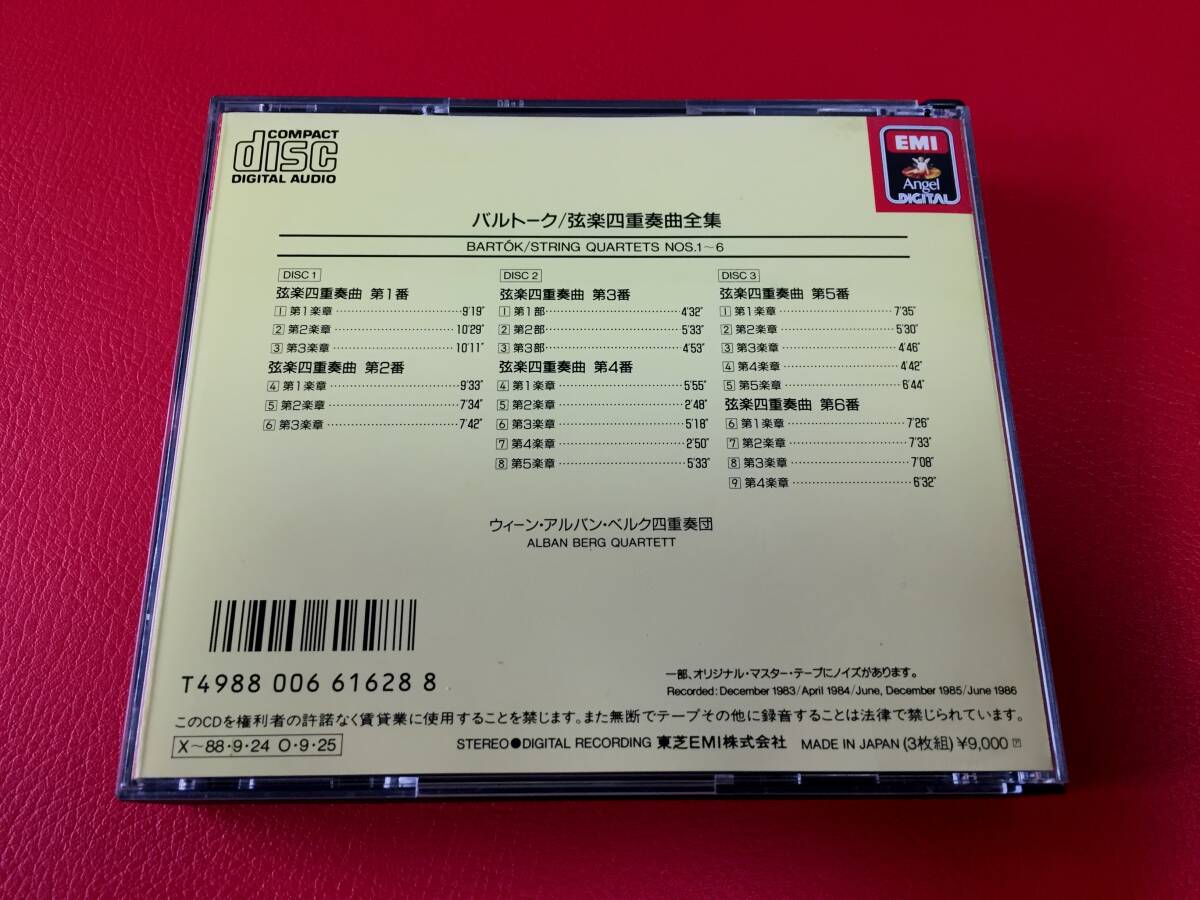 COMPACT
disc
DIGITAL AUDIO
EMI
Angel
DIGITAL
バルトーク/弦楽四重奏曲全集
BARTÓK/STRING QUARTETS NOS.1~6
DISC 1
弦楽四重奏曲 第1番
1 第1楽章 9'19"
2 第2楽章 10'29"
3 第3楽章 10'11"
弦楽四重奏曲 第2番
4 第1楽章 9'33"
5 第2楽章 7'34"
6 第3楽章 7'42"
DISC 2
弦楽四重奏曲 第3番
1 第1部 4'32"
2 第2部 5'33"
3 第3部 4'53"
弦楽四重奏曲 第4番
4 第1楽章 5'55"
5 第2楽章 2'48"
6 第3楽章 5'18"
7 第4楽章 2'50"
8 第5楽章 5'33"
DISC 3
弦楽四重奏曲 第5番
1 第1楽章 7'35"
2 第2楽章 5'30"
3 第3楽章 4'46"
4 第4楽章 4'42"
5 第5楽章 6'44"
弦楽四重奏曲 第6番
6 第1楽章 7'26"
7 第2楽章 7'33"
8 第3楽章 7'08"
9 第4楽章 6'32"
ウィーン・アルバン・ベルク四重奏団
ALBAN BERG QUARTETT
T4988 006 61628 8
一部、オリジナル・マスター・テープにノイズがあります。
Recorded: December 1983/April 1984/June, December 1985/June 1986
このCDを権利者の許諾なく賃貸業に使用することを禁じます。また無断でテープその他に録音することは法律で禁じられています。
X~88・9・24 O・9・25
STEREO●DIGITAL RECORDING 東芝EMI株式会社 MADE IN JAPAN (3枚組) ¥9,000